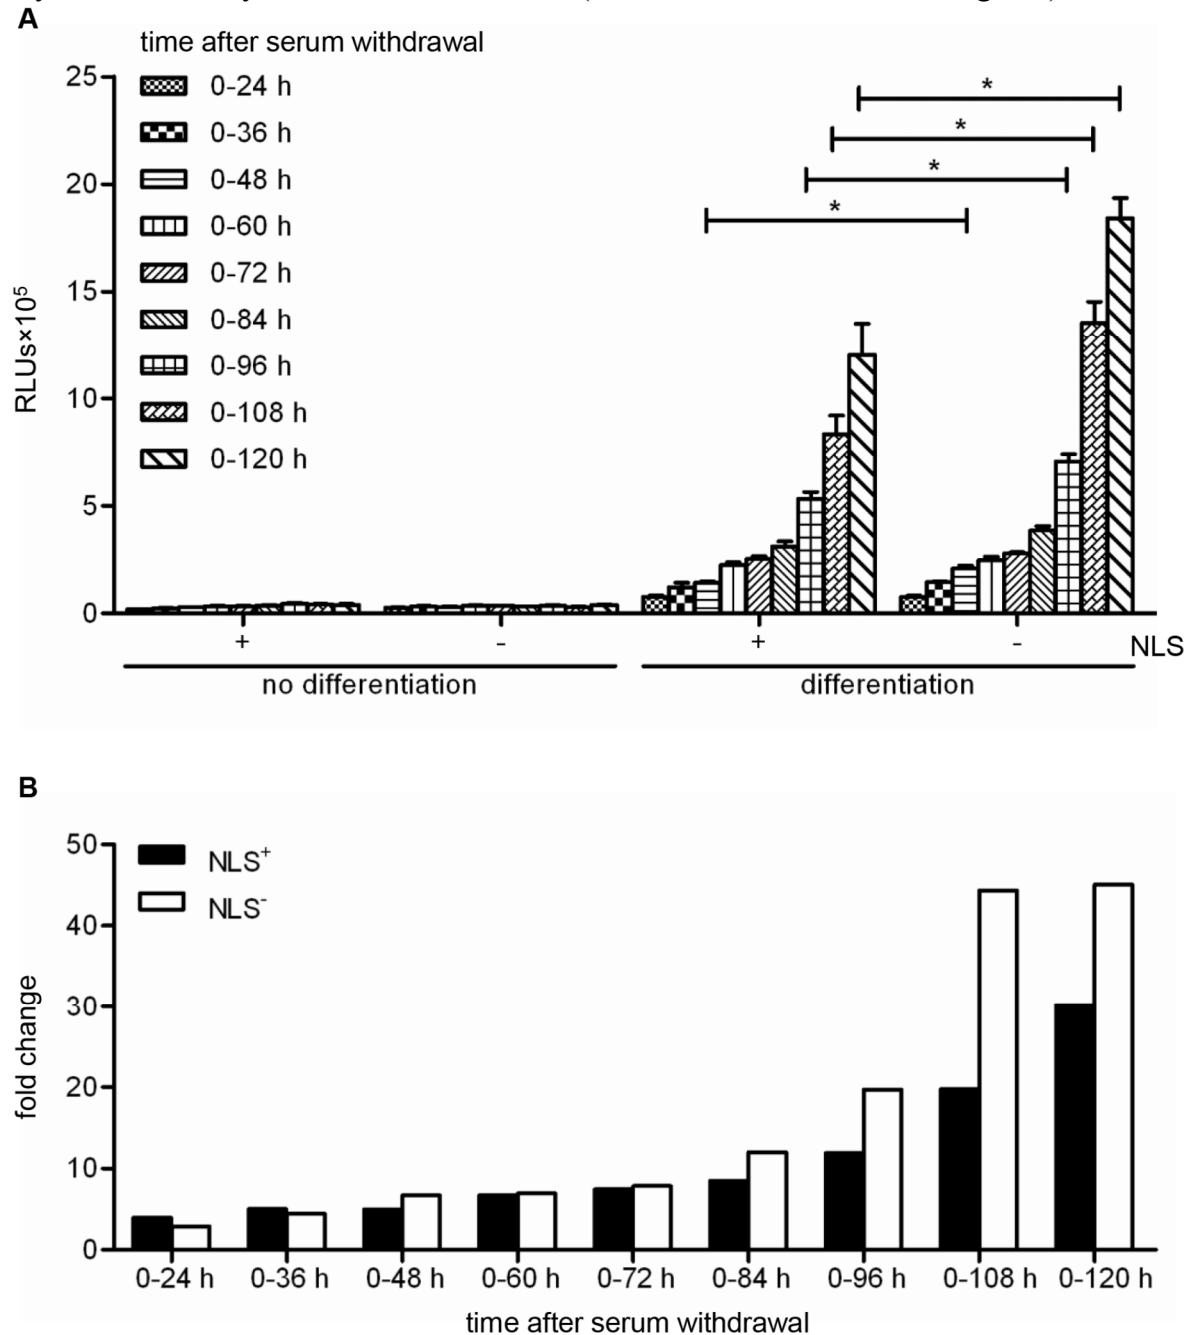 A
time after serum withdrawal
0-24 h
0-36 h
0-48 h
0-60 h
0-72 h
0-84 h
0-96 h
0-108 h
0-120 h
25
20
15
10
5
0
RLUs×10⁵
*
*
*
*
+ - + - NLS
no differentiation differentiation
B
NLS⁺
NLS⁻
50
40
30
20
10
0
fold change
0-24 h 0-36 h 0-48 h 0-60 h 0-72 h 0-84 h 0-96 h 0-108 h 0-120 h
time after serum withdrawal